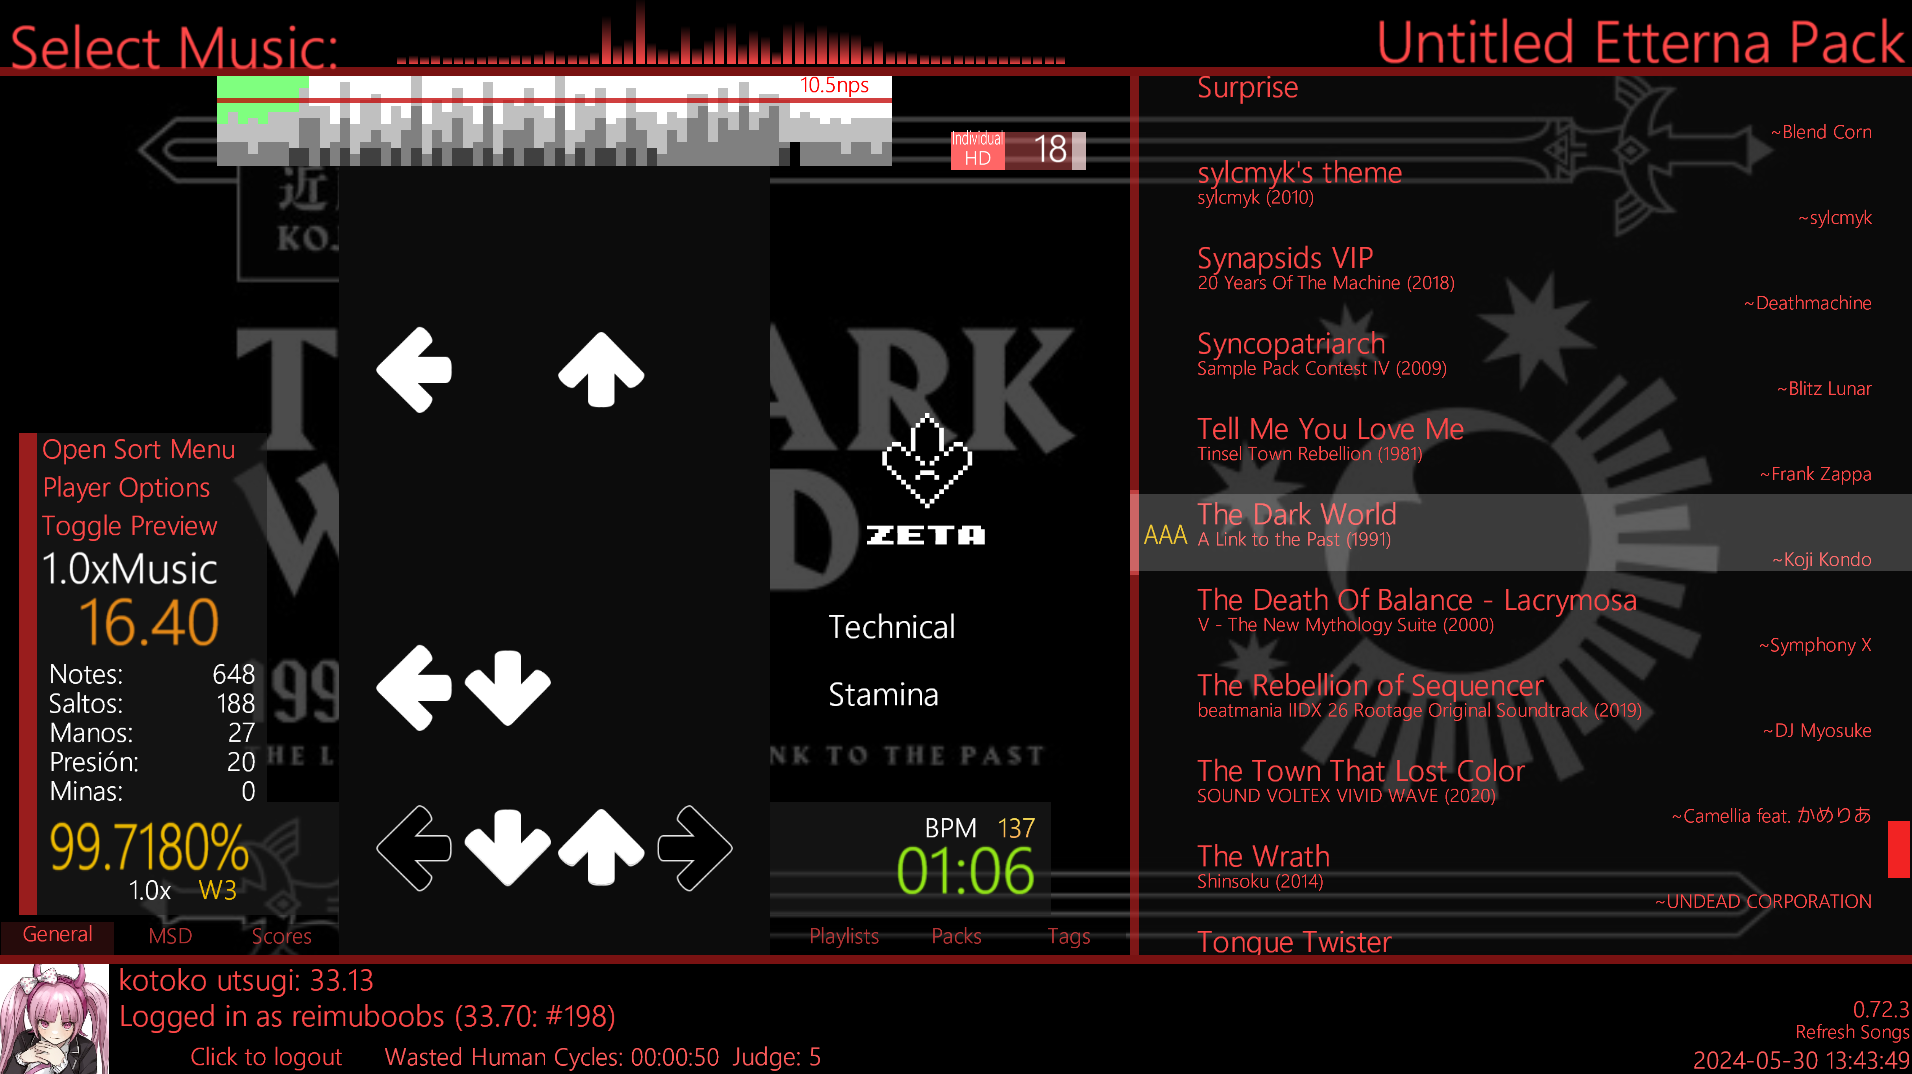 Select Music:
Untitled Etterna Pack
10.5nps
Individual
HD
18
Surprise
~Blend Corn
sylcmyk's theme
sylcmyk (2010)
~sylcmyk
Synapsids VIP
20 Years Of The Machine (2018)
~Deathmachine
Syncopatriarch
Sample Pack Contest IV (2009)
~Blitz Lunar
Tell Me You Love Me
Tinsel Town Rebellion (1981)
~Frank Zappa
AAA
The Dark World
A Link to the Past (1991)
~Koji Kondo
The Death Of Balance - Lacrymosa
V - The New Mythology Suite (2000)
~Symphony X
The Rebellion of Sequencer
beatmania IIDX 26 Rootage Original Soundtrack (2019)
~DJ Myosuke
The Town That Lost Color
SOUND VOLTEX VIVID WAVE (2020)
~Camellia feat. かめりあ
The Wrath
Shinsoku (2014)
~UNDEAD CORPORATION
Tongue Twister
近
KO
ARK
D
99
THE L
NK TO THE PAST
ZETA
Technical
Stamina
Open Sort Menu
Player Options
Toggle Preview
1.0xMusic
16.40
Notes: 648
Saltos: 188
Manos: 27
Presión: 20
Minas: 0
99.7180%
1.0x W3
BPM 137
01:06
General MSD Scores Playlists Packs Tags
kotoko utsugi: 33.13
Logged in as reimuboobs (33.70: #198)
Click to logout Wasted Human Cycles: 00:00:50 Judge: 5
0.72.3
Refresh Songs
2024-05-30 13:43:49